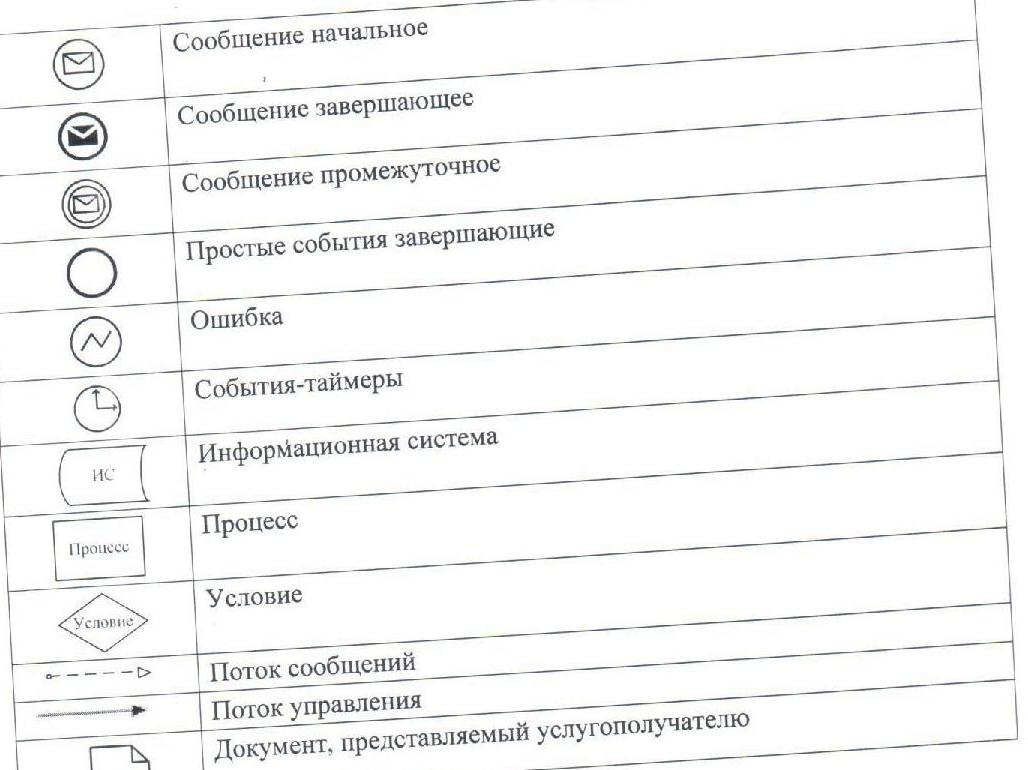 Сообщение начальное
Сообщение завершающее
Сообщение промежуточное
Простые события завершающие
Ошибка
События-таймеры
ИС
Информационная система
Процесс
Процесс
Условие
Условие
Поток сообщений
Поток управления
Документ, представляемый услугополучателю